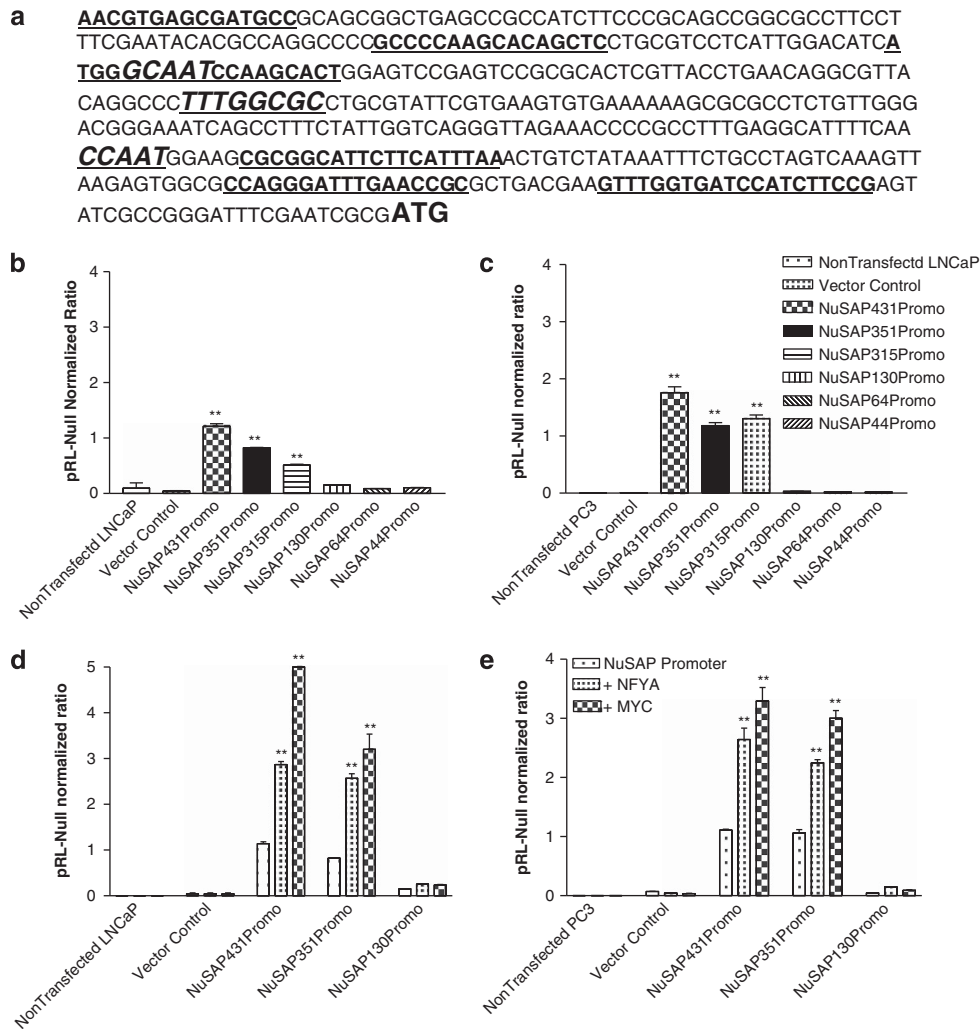 a
AACGTGAGCGATGCCGCAGCGGCTGAGCCGCCATCTTCCCGCAGCCGGCGCCTTCCT
TTCGAATACACGCCAGGCCCCGCCCCAAGCACAGCTCCTGCGTCCTCATTGGACATCA
TGGGGCAATCCAAGCACTGGAGTCCGAGTCCGCGCACTCGTTACCTGAACAGGCGTTA
CAGGCCCTTTGGCGCCTGCGTATTCGTGAAGTGTGAAAAAAGCGCGCCTCTGTTGGG
ACGGGAAATCAGCCTTTCTATTGGTCAGGGTTAGAAACCCCGCCTTTGAGGCATTTTCAA
CCAATGGAAGCGCGGCATTCTTCATTTAAACTGTCTATAAATTTCTGCCTAGTCAAAGTT
AAGAGTGGCGCCAGGGATTTGAACCGCGCTGACGAAGTTTGGTGATCCATCTTCCGAGT
ATCGCCGGGATTTCGAATCGCGATG
b
pRL-Null Normalized Ratio
4
3
2
1
0
**
**
**
NonTransfectd LNCaP
Vector Control
NuSAP431Promo
NuSAP351Promo
NuSAP315Promo
NuSAP130Promo
NuSAP64Promo
NuSAP44Promo
c
pRL-Null normalized ratio
4
3
2
1
0
**
**
**
NonTransfectd PC3
Vector Control
NuSAP431Promo
NuSAP351Promo
NuSAP315Promo
NuSAP130Promo
NuSAP64Promo
NuSAP44Promo
NonTransfectd LNCaP
Vector Control
NuSAP431Promo
NuSAP351Promo
NuSAP315Promo
NuSAP130Promo
NuSAP64Promo
NuSAP44Promo
d
pRL-Null normalized ratio
5
4
3
2
1
0
**
**
**
**
NonTransfected LNCaP
Vector Control
NuSAP431Promo
NuSAP351Promo
NuSAP130Promo
e
pRL-Null normalized ratio
4
3
2
1
0
NuSAP Promoter
+ NFYA
+ MYC
**
**
**
**
NonTransfected PC3
Vector Control
NuSAP431Promo
NuSAP351Promo
NuSAP130Promo